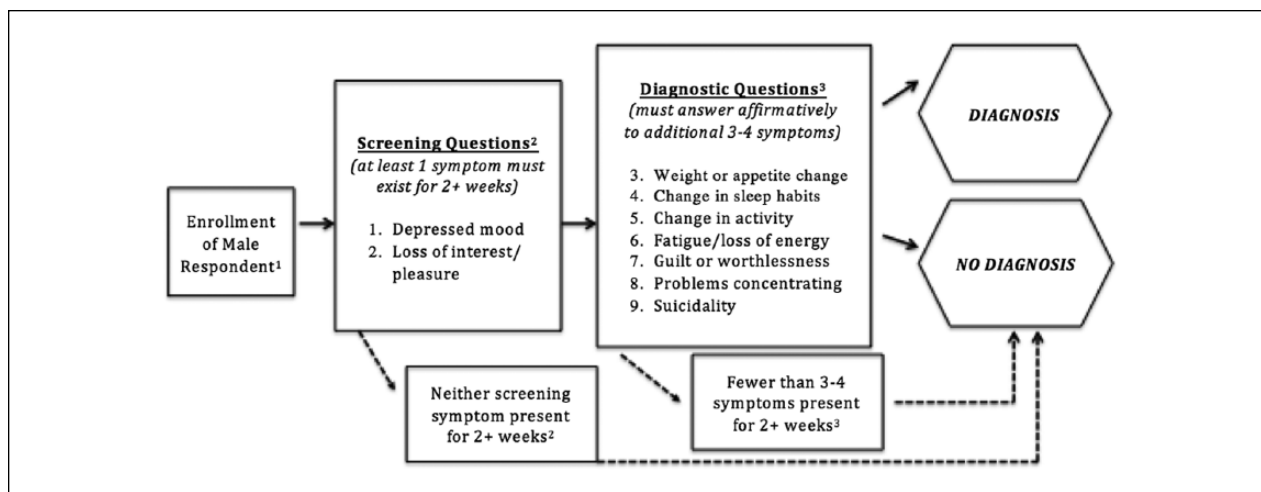 Enrollment
of Male
Respondent¹
Screening Questions²
(at least 1 symptom must
exist for 2+ weeks)
1. Depressed mood
2. Loss of interest/
pleasure
Diagnostic Questions³
(must answer affirmatively
to additional 3-4 symptoms)
3. Weight or appetite change
4. Change in sleep habits
5. Change in activity
6. Fatigue/loss of energy
7. Guilt or worthlessness
8. Problems concentrating
9. Suicidality
DIAGNOSIS
NO DIAGNOSIS
Neither screening
symptom present
for 2+ weeks²
Fewer than 3-4
symptoms present
for 2+ weeks³